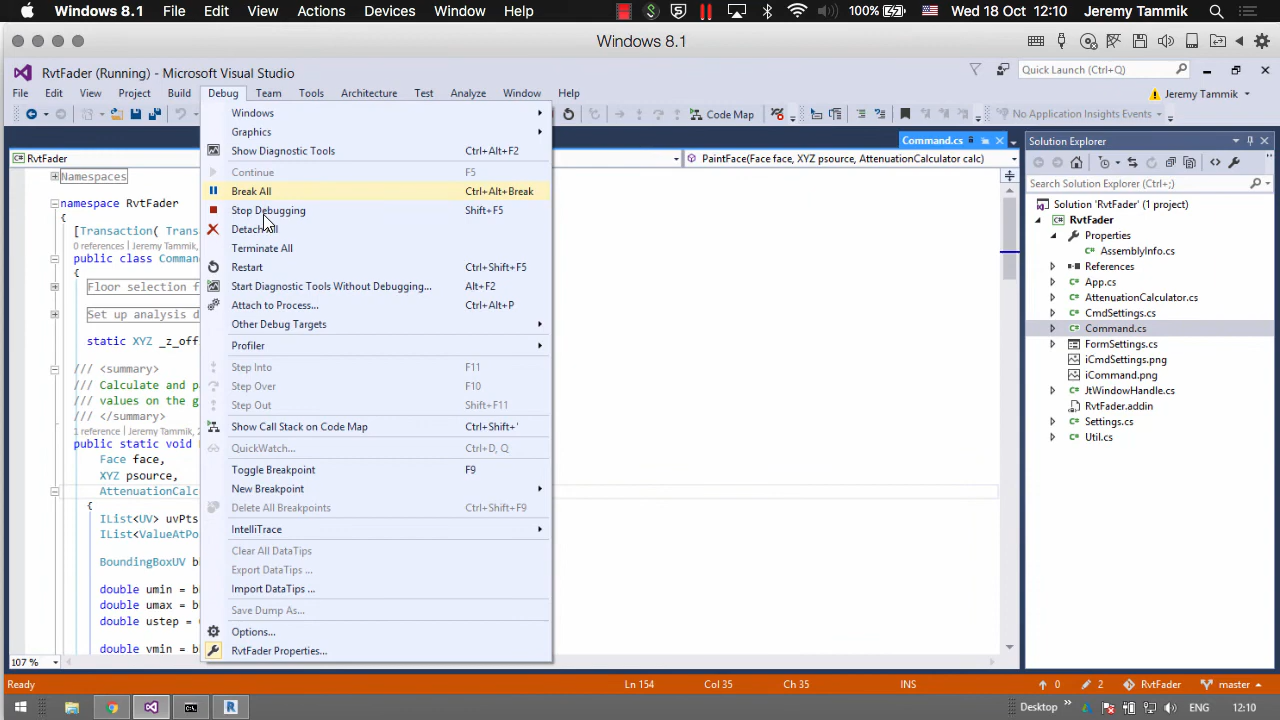 Windows 8.1 File Edit View Actions Devices Window Help 100% Wed 18 Oct 12:10 Jeremy Tammik
Windows 8.1
RvtFader (Running) - Microsoft Visual Studio
Quick Launch (Ctrl+Q)
File Edit View Project Build Debug Team Tools Architecture Test Analyze Window Help
Jeremy Tammik
Code Map
No Application Insights Events
Command.cs
RvtFader
PaintFace(Face face, XYZ psource, AttenuationCalculator calc)
Namespaces
namespace RvtFader
{
[Transaction( Trans
0 references | Jeremy Tammik,
public class Comman
{
Floor selection f
Set up analysis d
static XYZ _z_off
/// <summary>
/// Calculate and p
/// values on the g
/// </summary>
1 reference | Jeremy Tammik, 2
public static void
Face face,
XYZ psource,
AttenuationCalc
{
IList<UV> uvPts
IList<ValueAtPo
BoundingBoxUV b
double umin = b
double umax = b
double ustep =
double vmin = b
107 %
Windows
Graphics
Show Diagnostic Tools Ctrl+Alt+F2
Continue F5
Break All Ctrl+Alt+Break
Stop Debugging Shift+F5
Detach All
Terminate All
Restart Ctrl+Shift+F5
Start Diagnostic Tools Without Debugging... Alt+F2
Attach to Process... Ctrl+Alt+P
Other Debug Targets
Profiler
Step Into F11
Step Over F10
Step Out Shift+F11
Show Call Stack on Code Map Ctrl+Shift+'
QuickWatch... Ctrl+D, Q
Toggle Breakpoint F9
New Breakpoint
Delete All Breakpoints Ctrl+Shift+F9
IntelliTrace
Clear All DataTips
Export DataTips ...
Import DataTips ...
Save Dump As...
Options...
RvtFader Properties...
Solution Explorer
Search Solution Explorer (Ctrl+)
Solution 'RvtFader' (1 project)
RvtFader
Properties
AssemblyInfo.cs
References
App.cs
AttenuationCalculator.cs
CmdSettings.cs
Command.cs
FormSettings.cs
iCmdSettings.png
iCommand.png
JtWindowHandle.cs
RvtFader.addin
Settings.cs
Util.cs
Ready Ln 154 Col 35 Ch 35 INS 0 2 RvtFader master
Desktop ENG 12:10